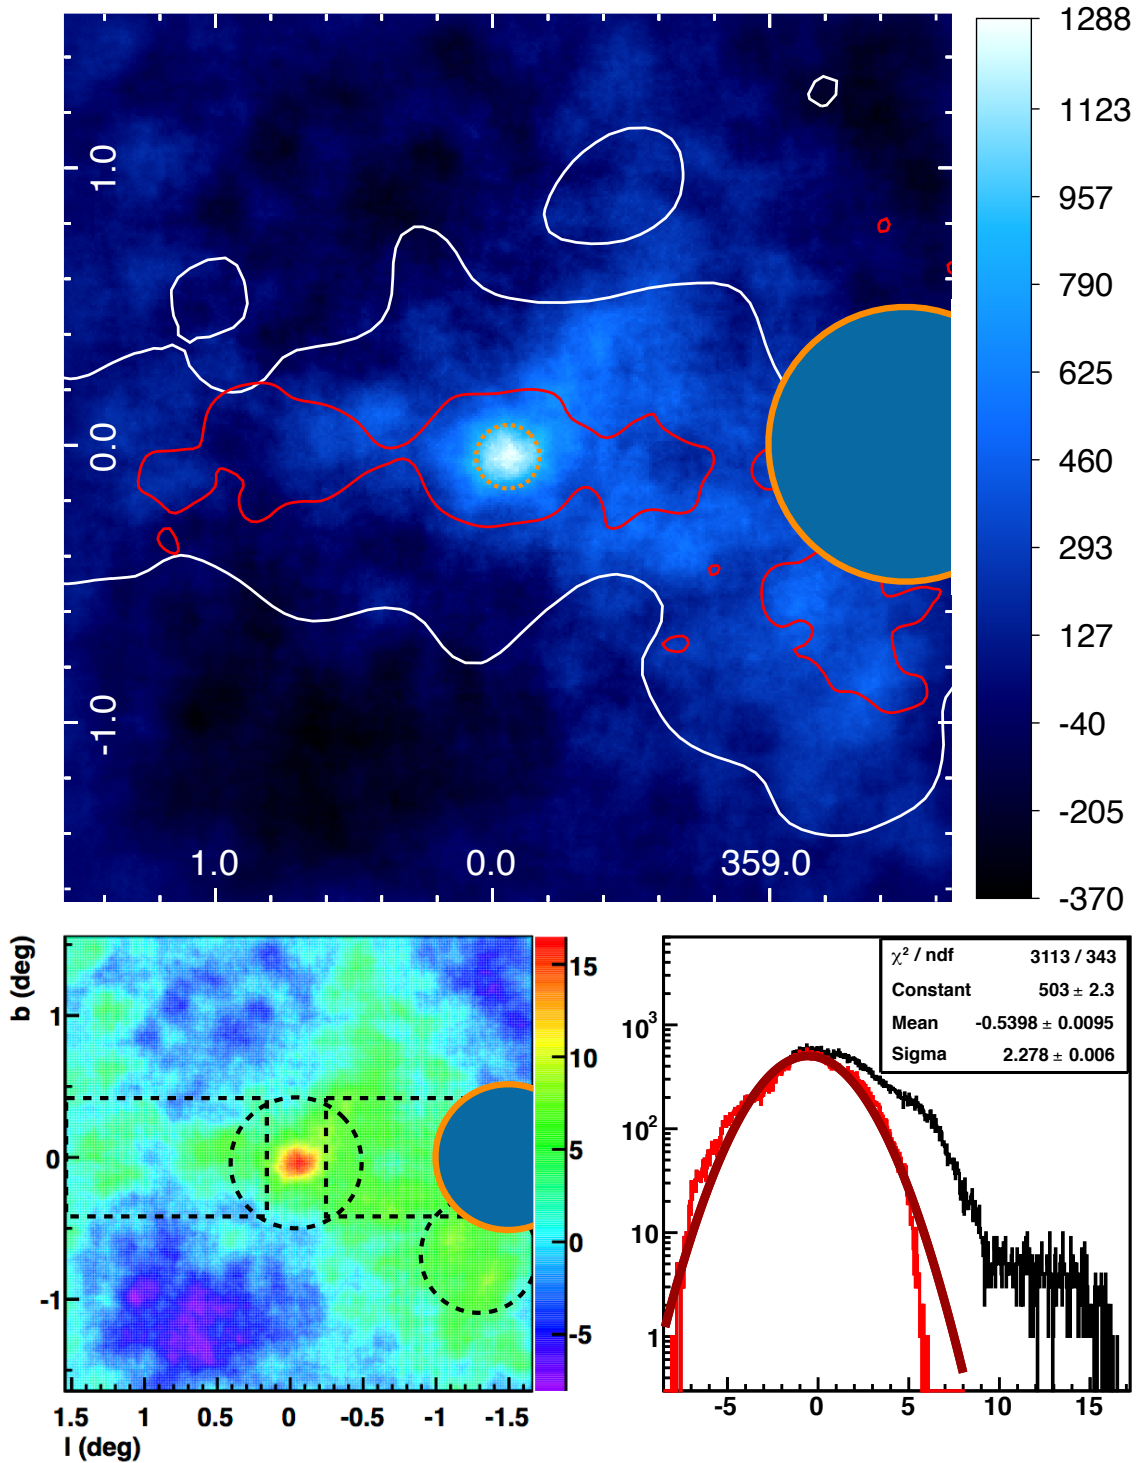 1288
1123
957
790
625
460
293
127
-40
-205
-370
1.0
0.0
-1.0
1.0 0.0 359.0
b (deg)
1
0
-1
1.5 1 0.5 0 -0.5 -1 -1.5
l (deg)
15
10
5
0
-5
χ² / ndf 3113 / 343
Constant 503 ± 2.3
Mean -0.5398 ± 0.0095
Sigma 2.278 ± 0.006
10³
10²
10
1
-5 0 5 10 15